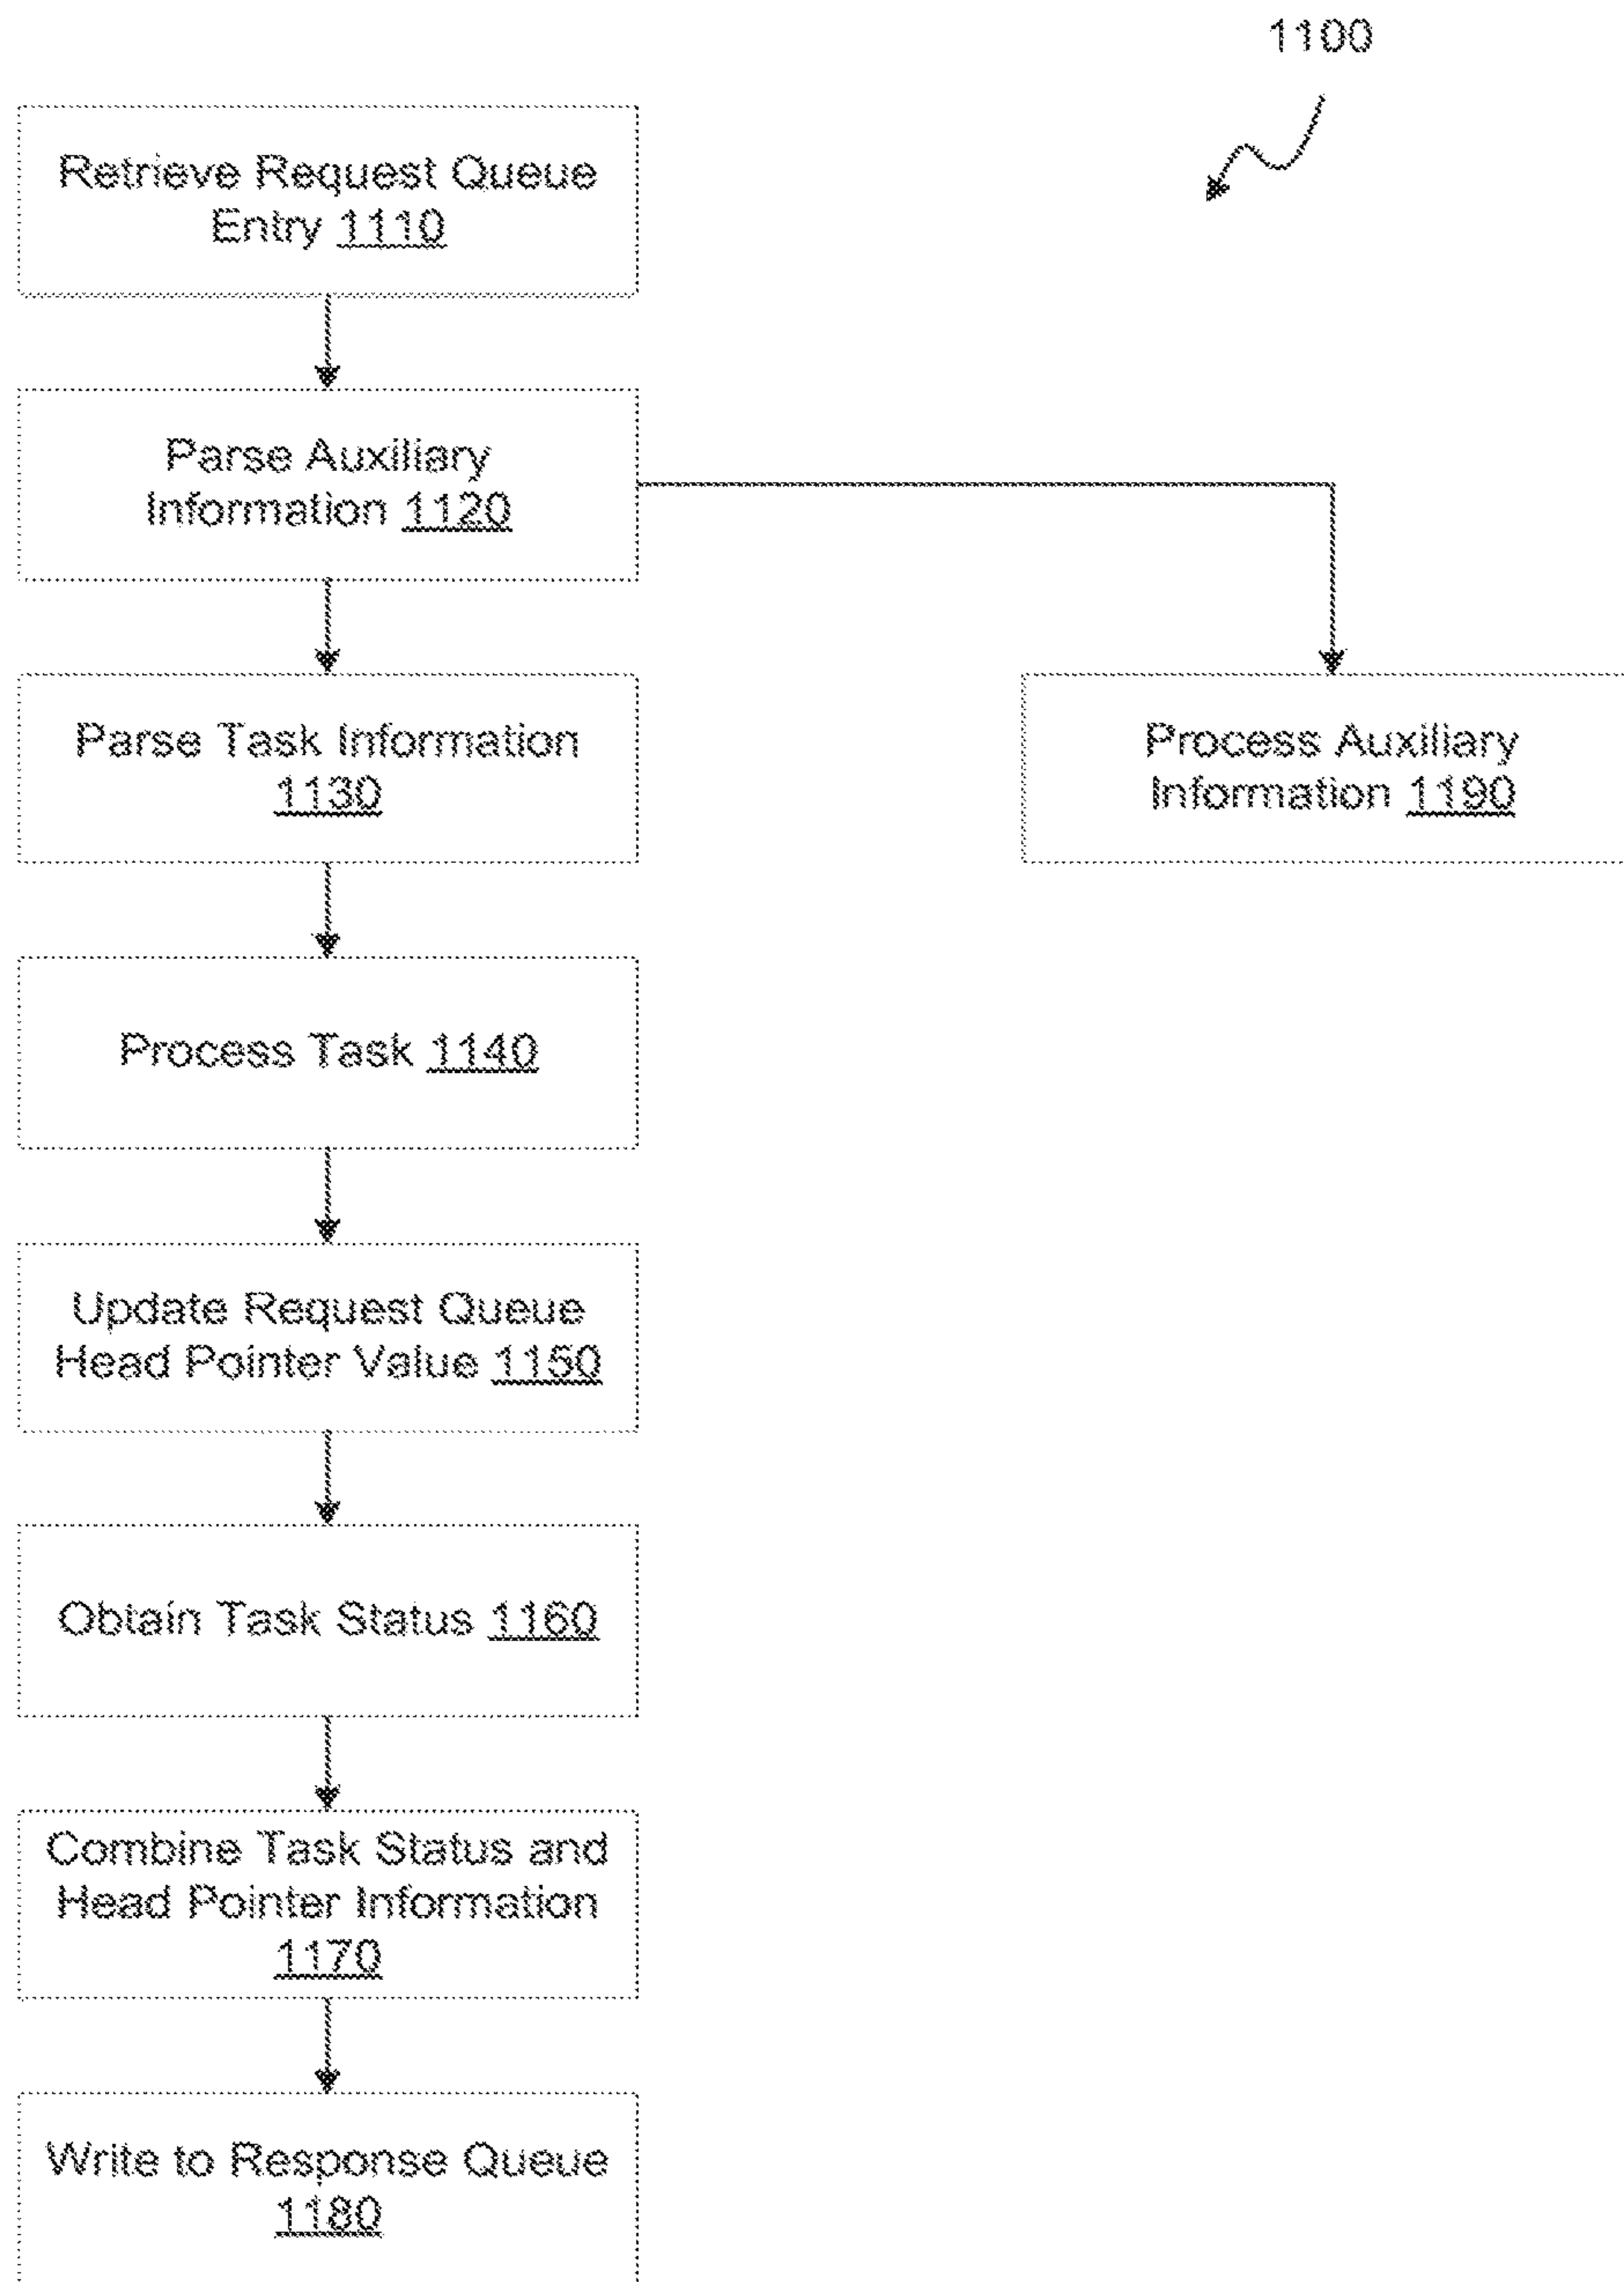 1100
Retrieve Request Queue
Entry 1110
Parse Auxiliary
Information 1120
Parse Task Information
1130
Process Auxiliary
Information 1190
Process Task 1140
Update Request Queue
Head Pointer Value 1150
Obtain Task Status 1160
Combine Task Status and
Head Pointer Information
1170
Write to Response Queue
1180